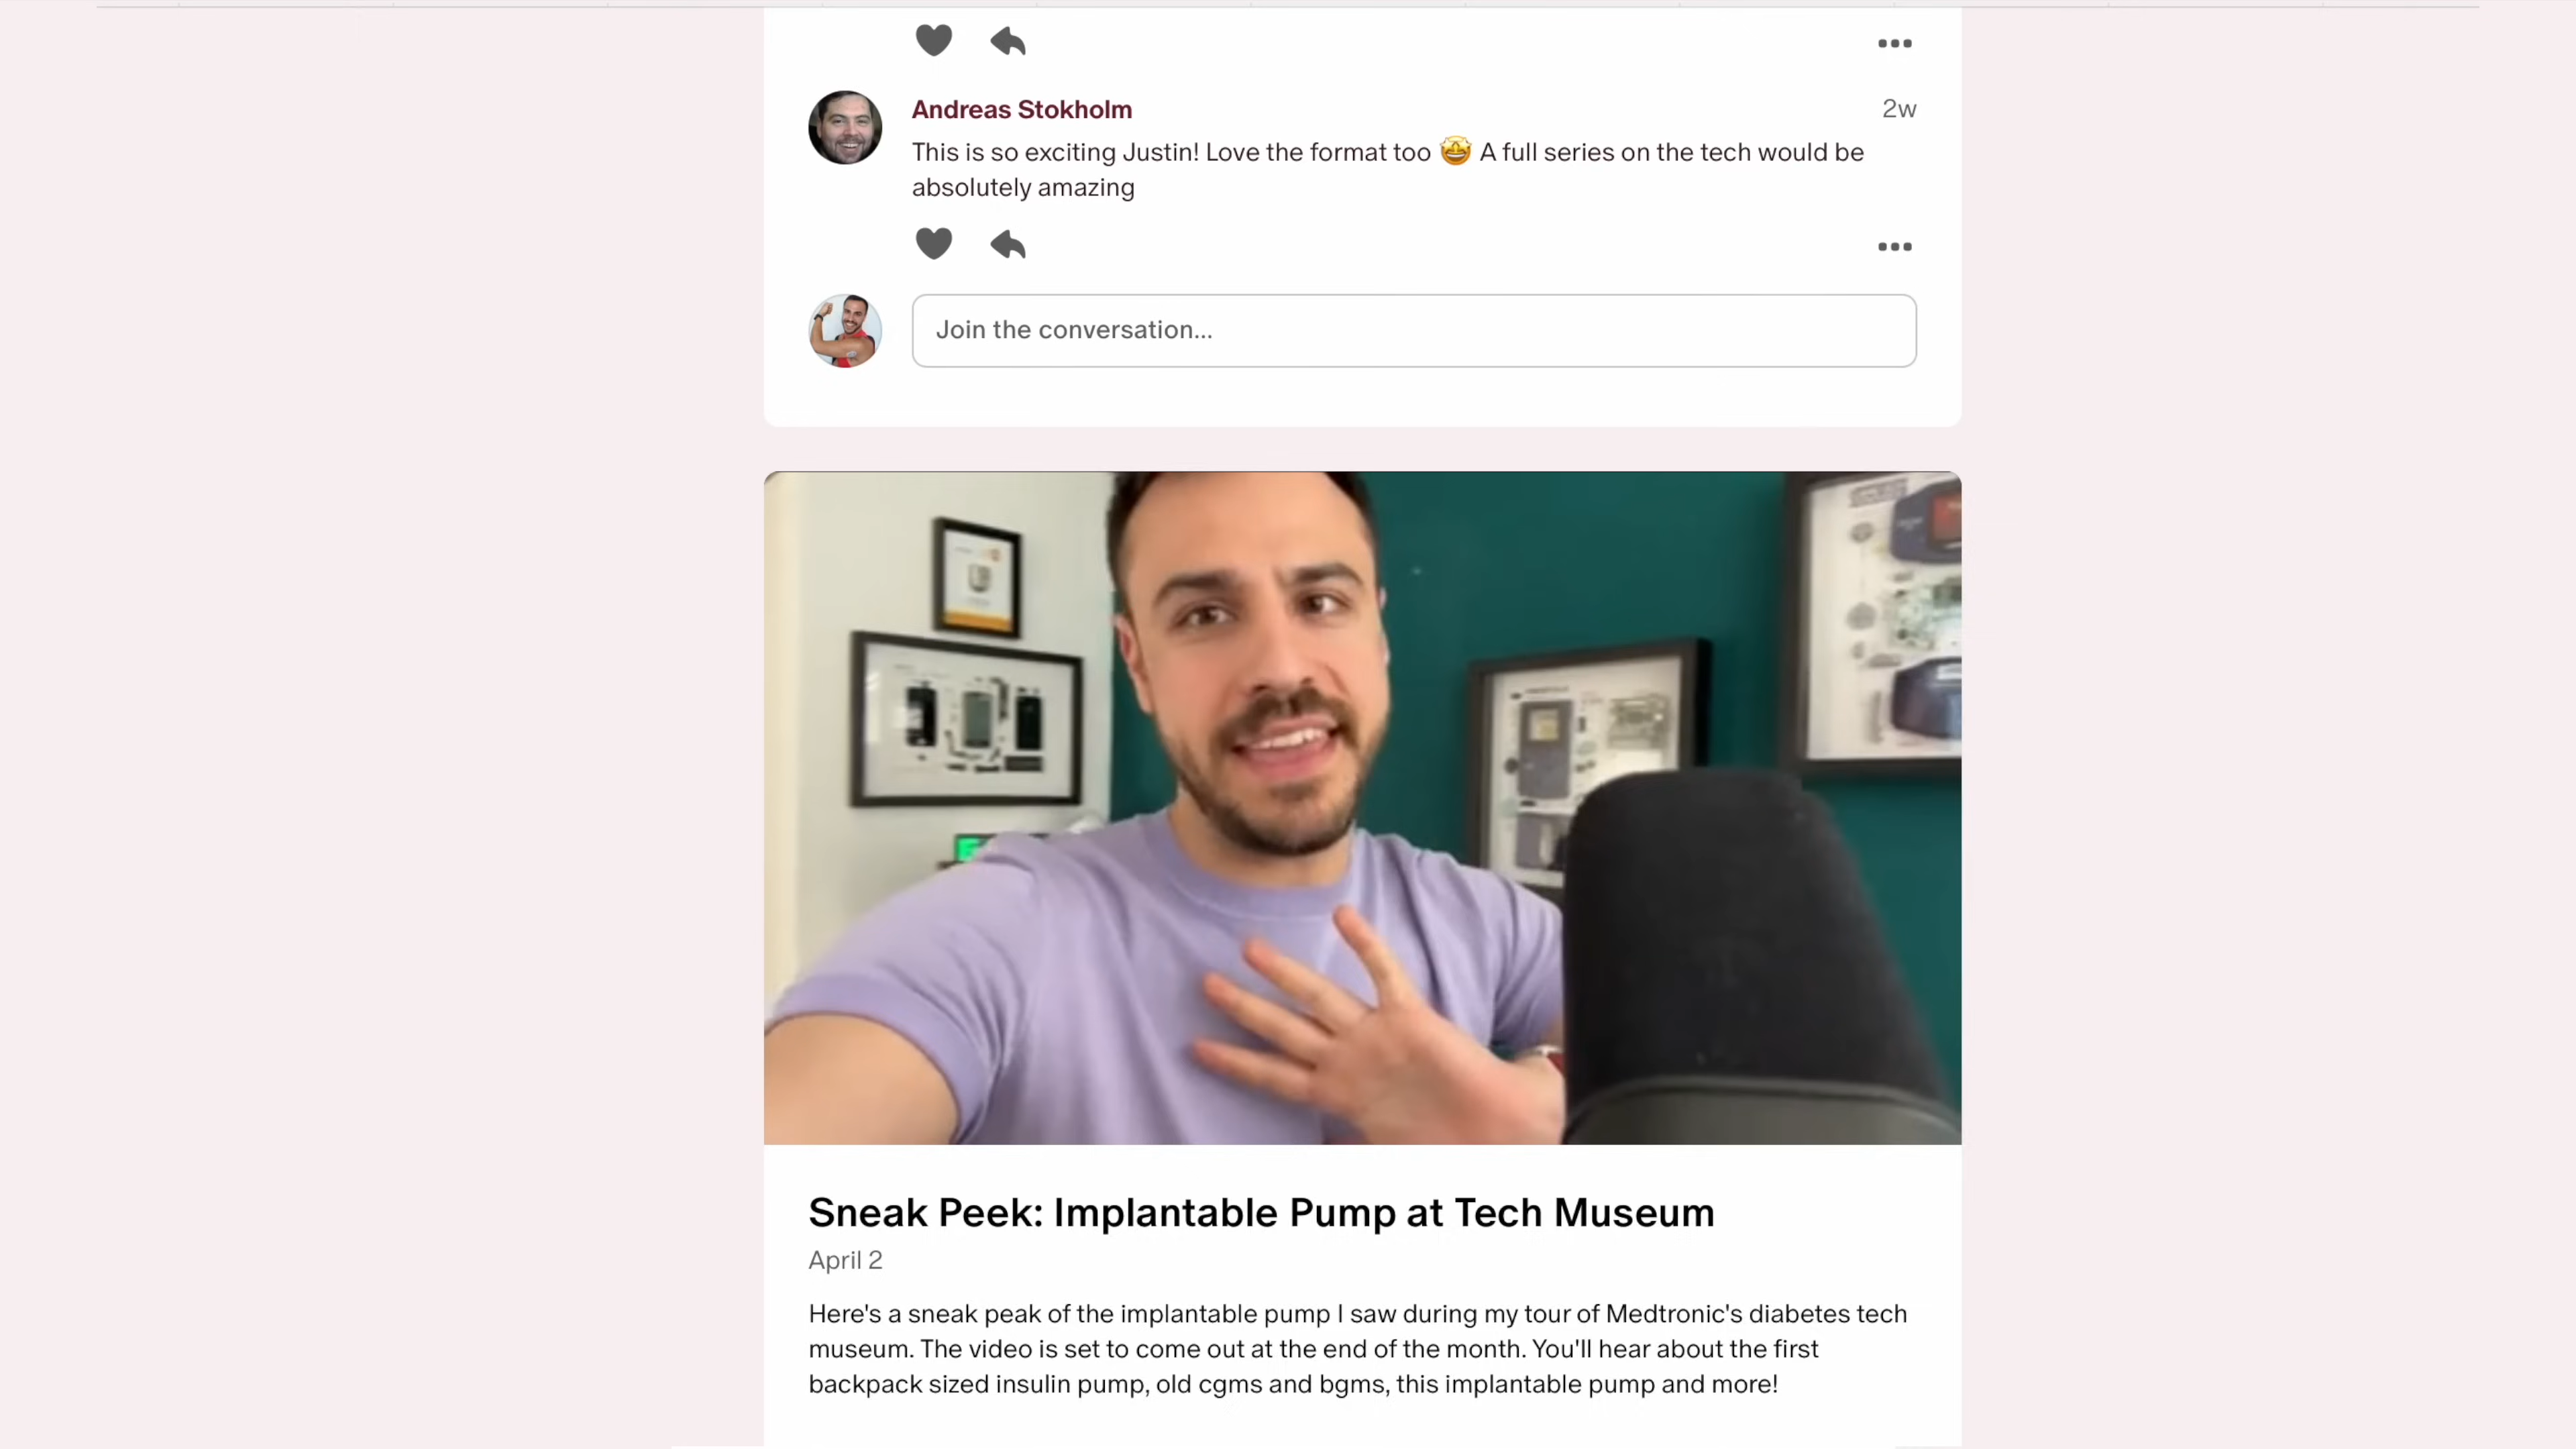 Andreas Stokholm
2w
This is so exciting Justin! Love the format too 🤩 A full series on the tech would be
absolutely amazing
Join the conversation...
Sneak Peek: Implantable Pump at Tech Museum
April 2
Here's a sneak peak of the implantable pump I saw during my tour of Medtronic's diabetes tech
museum. The video is set to come out at the end of the month. You'll hear about the first
backpack sized insulin pump, old cgms and bgms, this implantable pump and more!